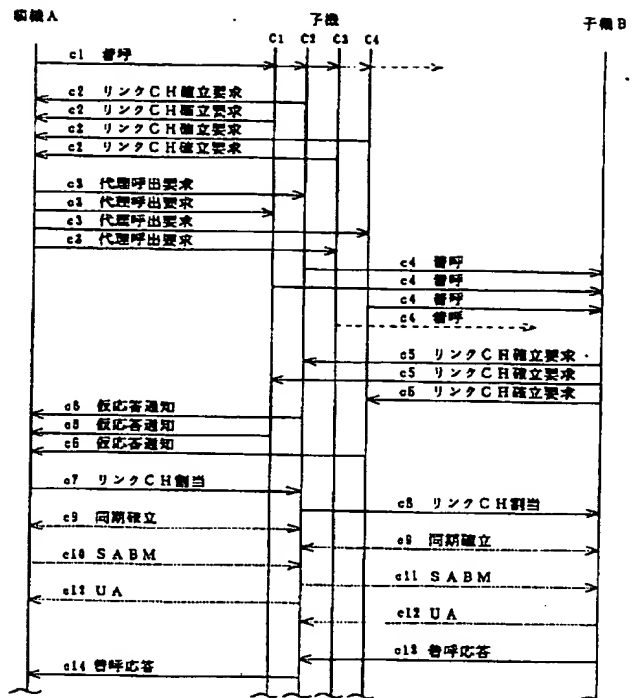 親機A
子機
子機B
C1 C2 C3 C4
c1 着呼
c2 リンクCH確立要求
c2 リンクCH確立要求
c2 リンクCH確立要求
c2 リンクCH確立要求
c3 代理呼出要求
c3 代理呼出要求
c3 代理呼出要求
c3 代理呼出要求
c4 着呼
c4 着呼
c4 着呼
c4 着呼
c5 リンクCH確立要求
c5 リンクCH確立要求
c5 リンクCH確立要求
c6 仮応答通知
c6 仮応答通知
c6 仮応答通知
c7 リンクCH割当
c8 リンクCH割当
c9 同期確立
c9 同期確立
c10 SABM
c11 SABM
c12 UA
c12 UA
c13 着呼応答
c14 着呼応答